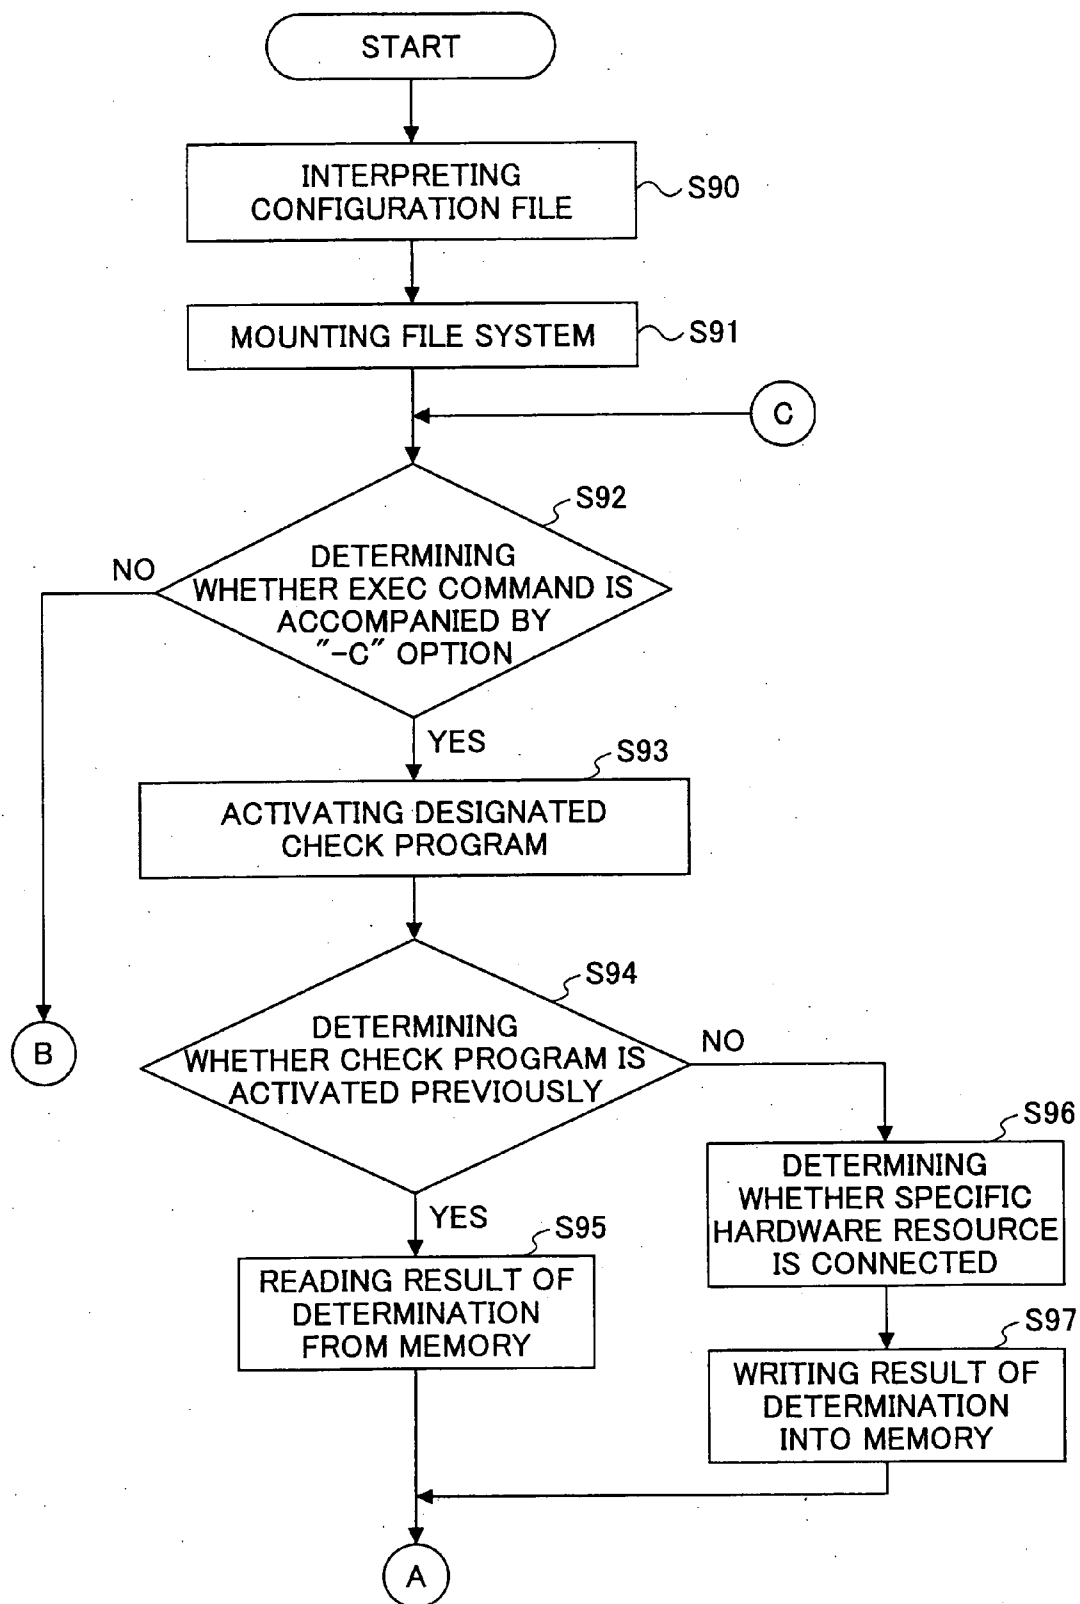 START
INTERPRETING
CONFIGURATION FILE
S90
MOUNTING FILE SYSTEM
S91
C
S92
DETERMINING
WHETHER EXEC COMMAND IS
ACCOMPANIED BY
"-C" OPTION
NO
YES
S93
ACTIVATING DESIGNATED
CHECK PROGRAM
B
S94
DETERMINING
WHETHER CHECK PROGRAM IS
ACTIVATED PREVIOUSLY
NO
YES
S96
DETERMINING
WHETHER SPECIFIC
HARDWARE RESOURCE
IS CONNECTED
S95
READING RESULT OF
DETERMINATION
FROM MEMORY
S97
WRITING RESULT OF
DETERMINATION
INTO MEMORY
A